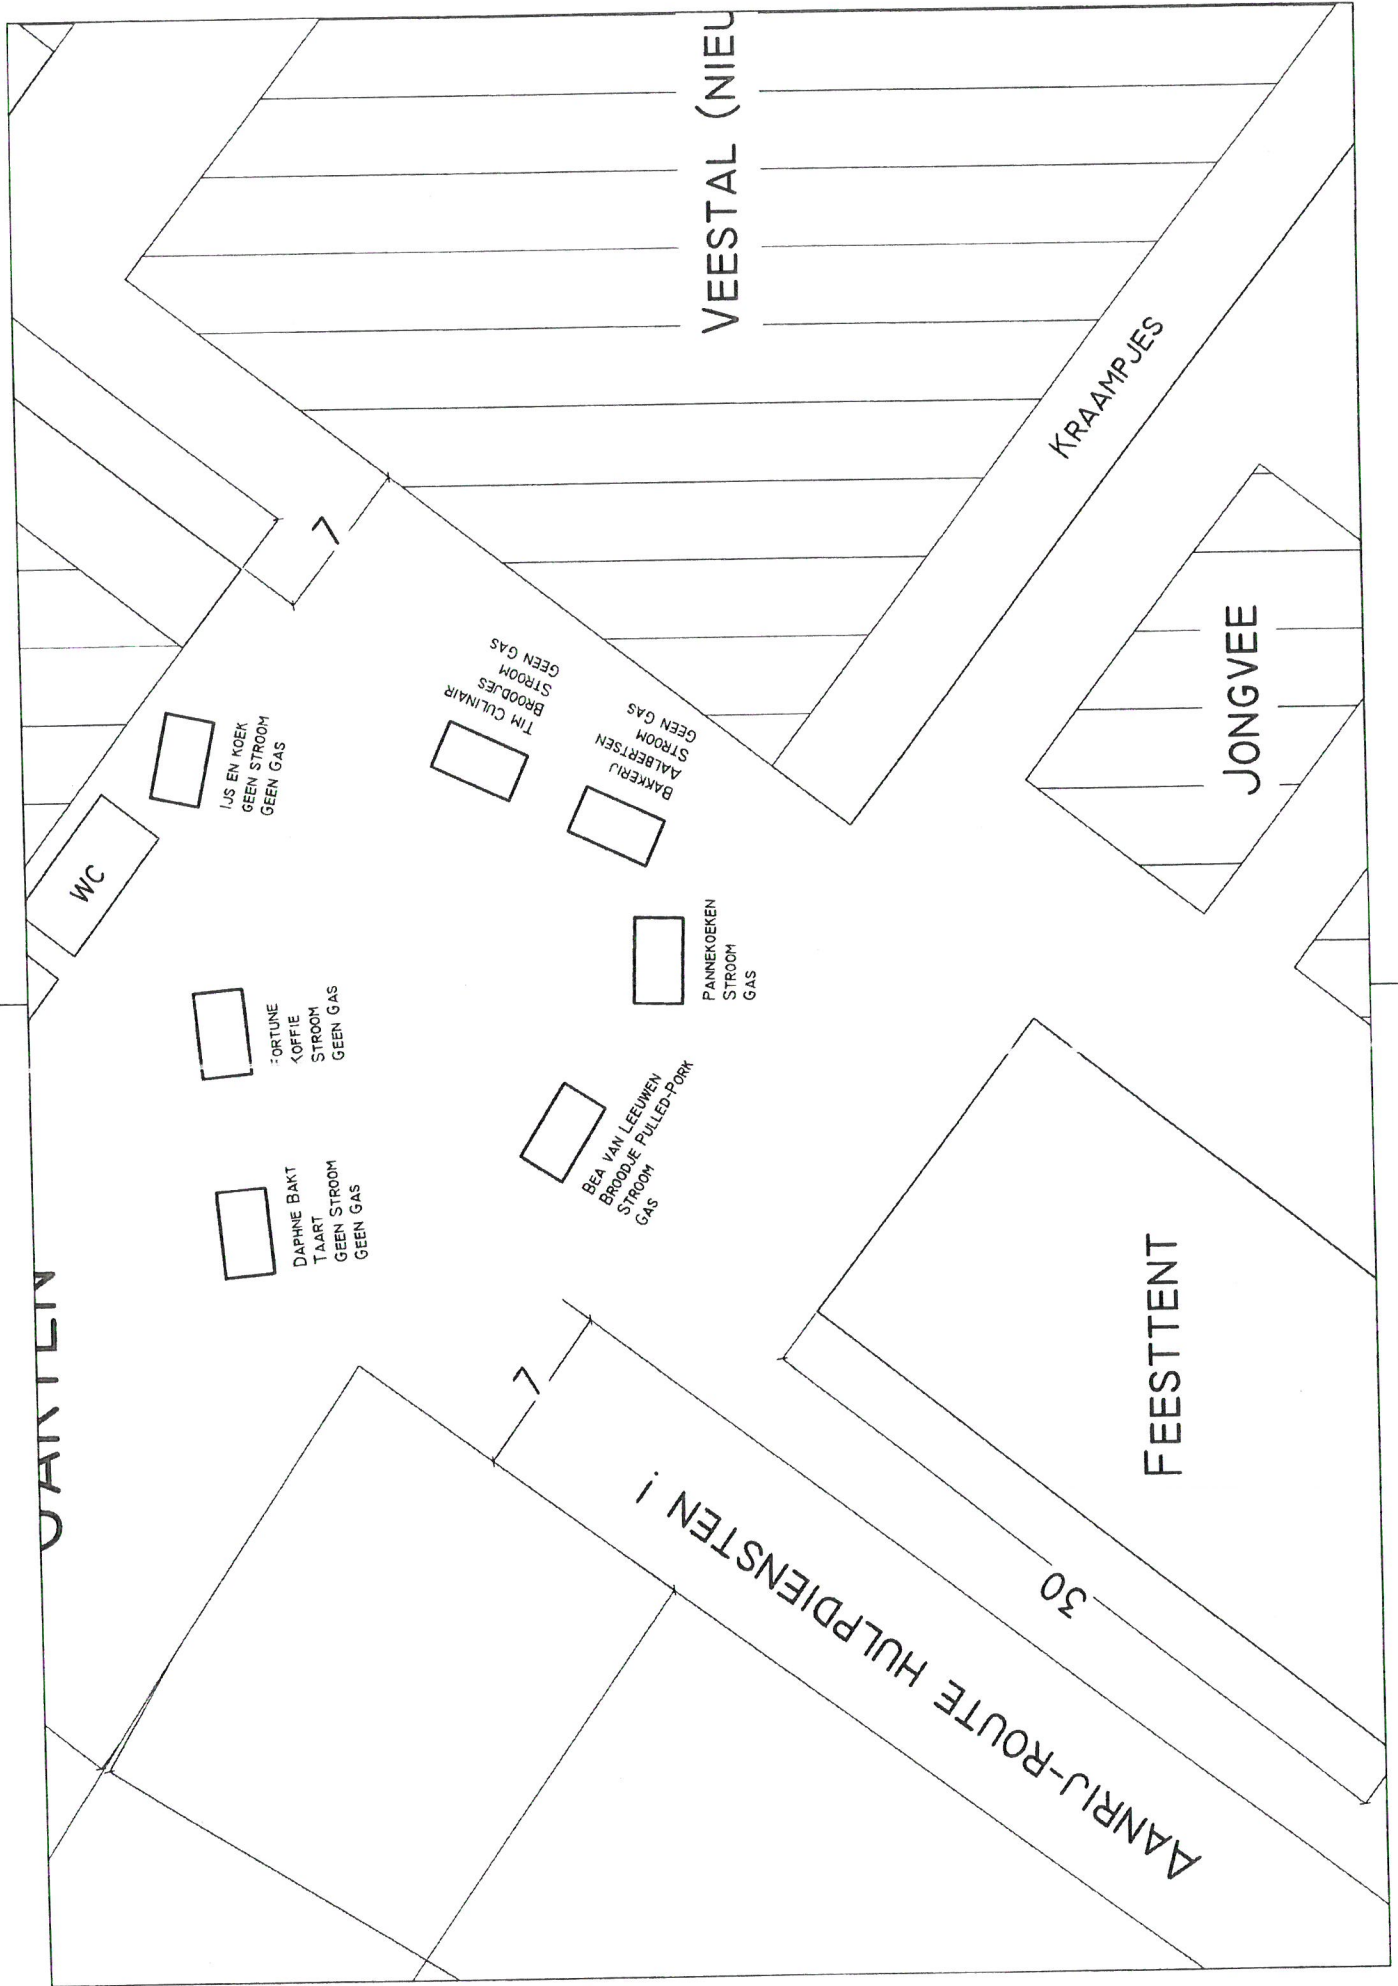 VEESTAL (NIEU
KRAAMPJES
7
JONGVEE
TIM CULINAIR
BROODJES
STROOM
GEEN GAS
BAKKERIJ
AALBERTSEN
STROOM
GEEN GAS
IJS EN KOEK
GEEN STROOM
GEEN GAS
WC
PANNEKOEKEN
STROOM
GAS
FORTUNE
KOFFIE
STROOM
GEEN GAS
BEA VAN LEEUWEN
BROODJE PULLED-PORK
STROOM
GAS
DAPHNE BAKT
TAART
GEEN STROOM
GEEN GAS
7
FEESTTENT
30
AANRIJ-ROUTE HULPDIENSTEN !